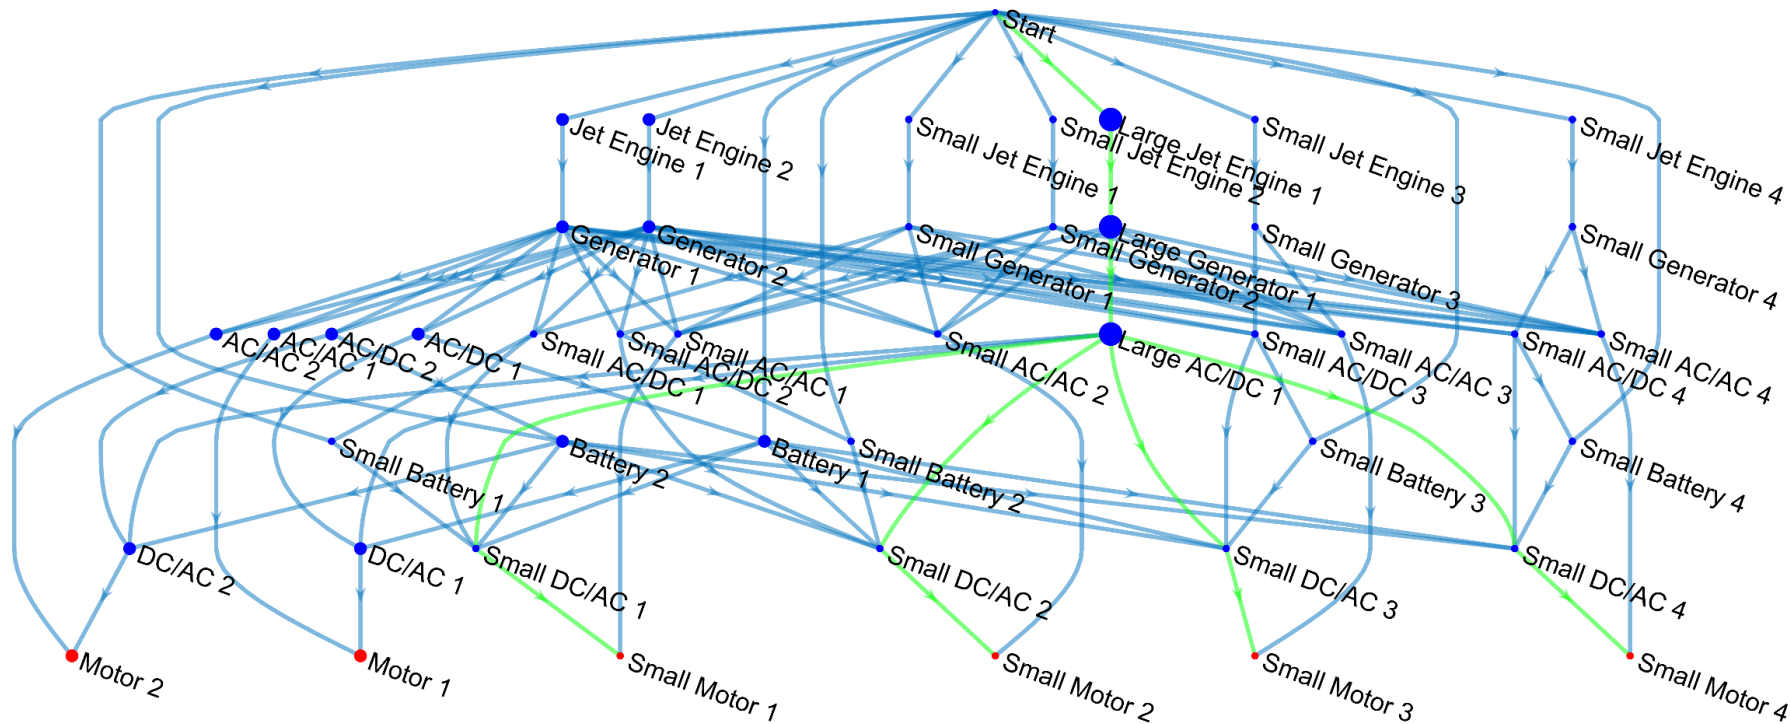 Start
Jet Engine 1
Jet Engine 2
Small Jet Engine 1
Small Jet Engine 2
Large Jet Engine 1
Small Jet Engine 3
Small Jet Engine 4
Generator 1
Generator 2
Small Generator 1
Small Generator 2
Large Generator 1
Small Generator 3
Small Generator 4
AC/AC 2
AC/AC 1
AC/DC 2
AC/DC 1
Small AC/DC 1
Small AC/DC 2
Small AC/AC 1
Small AC/AC 2
Large AC/DC 1
Small AC/DC 3
Small AC/AC 3
Small AC/DC 4
Small AC/AC 4
Small Battery 1
Battery 2
Battery 1
Small Battery 2
Small Battery 3
Small Battery 4
DC/AC 2
DC/AC 1
Small DC/AC 1
Small DC/AC 2
Small DC/AC 3
Small DC/AC 4
Motor 2
Motor 1
Small Motor 1
Small Motor 2
Small Motor 3
Small Motor 4